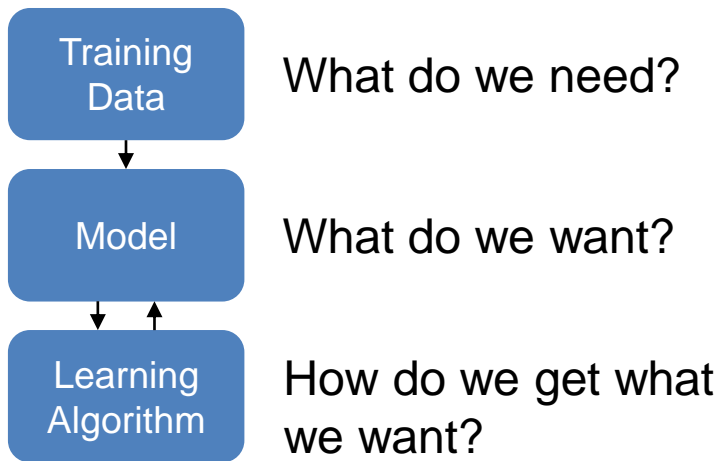 Training
Data
What do we need?
Model
What do we want?
Learning
Algorithm
How do we get what
we want?